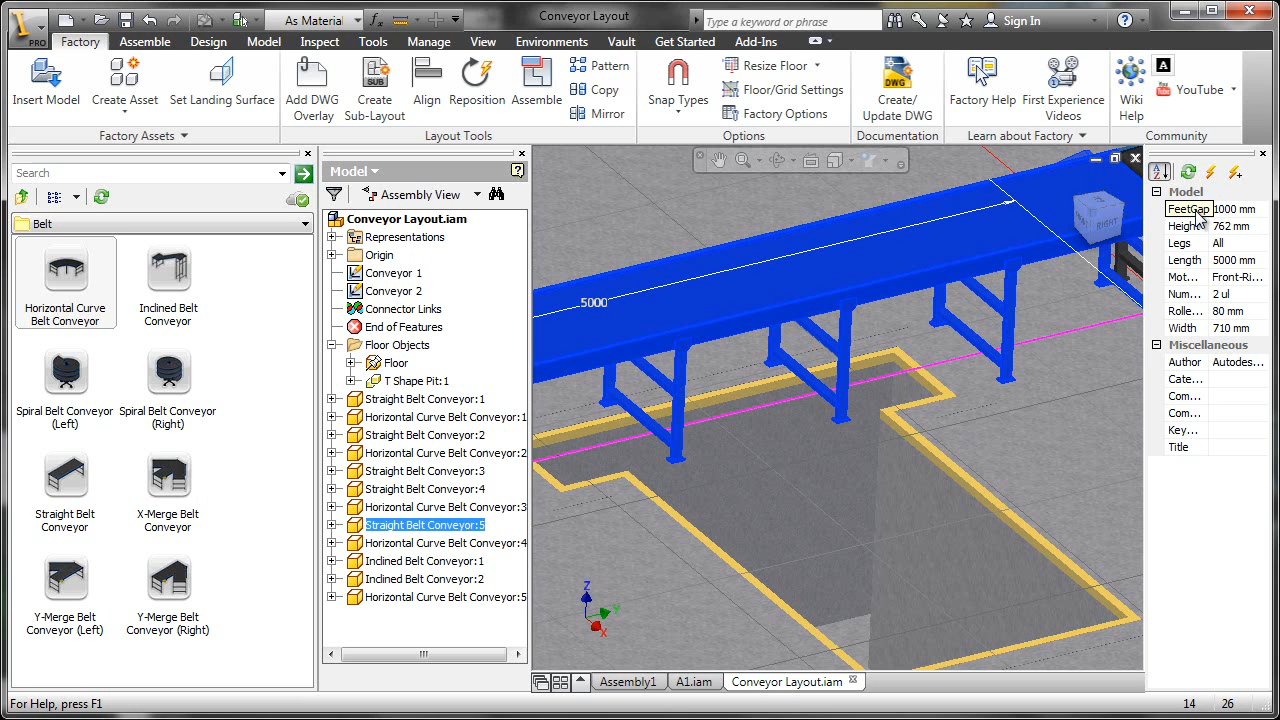 PRO
As Material
fx
Conveyor Layout
Type a keyword or phrase
Sign In
Factory Assemble Design Model Inspect Tools Manage View Environments Vault Get Started Add-Ins
Insert Model
Create Asset
Set Landing Surface
Add DWG Overlay
SUB
Create Sub-Layout
Align
Reposition
Assemble
Pattern
Copy
Mirror
Snap Types
Resize Floor
Floor/Grid Settings
Factory Options
DWG
Create/ Update DWG
Factory Help
First Experience Videos
Wiki Help
A
YouTube
Factory Assets
Layout Tools
Options
Documentation
Learn about Factory
Community
Search
Belt
Horizontal Curve Belt Conveyor
Inclined Belt Conveyor
Spiral Belt Conveyor (Left)
Spiral Belt Conveyor (Right)
Straight Belt Conveyor
X-Merge Belt Conveyor
Y-Merge Belt Conveyor (Left)
Y-Merge Belt Conveyor (Right)
Model
Assembly View
Conveyor Layout.iam
Representations
Origin
Conveyor 1
Conveyor 2
Connector Links
End of Features
Floor Objects
Floor
T Shape Pit:1
Straight Belt Conveyor:1
Horizontal Curve Belt Conveyor:1
Straight Belt Conveyor:2
Horizontal Curve Belt Conveyor:2
Straight Belt Conveyor:3
Straight Belt Conveyor:4
Horizontal Curve Belt Conveyor:3
Straight Belt Conveyor:5
Horizontal Curve Belt Conveyor:4
Inclined Belt Conveyor:1
Inclined Belt Conveyor:2
Horizontal Curve Belt Conveyor:5
5000
RIGHT
Z
Y
X
Assembly1
A1.iam
Conveyor Layout.iam
Model
FeetGap 1000 mm
Height 762 mm
Legs All
Length 5000 mm
Mot... Front-Ri...
Num... 2 ul
Rolle... 80 mm
Width 710 mm
Miscellaneous
Author Autodes...
Cate...
Com...
Com...
Key...
Title
For Help, press F1
14 26